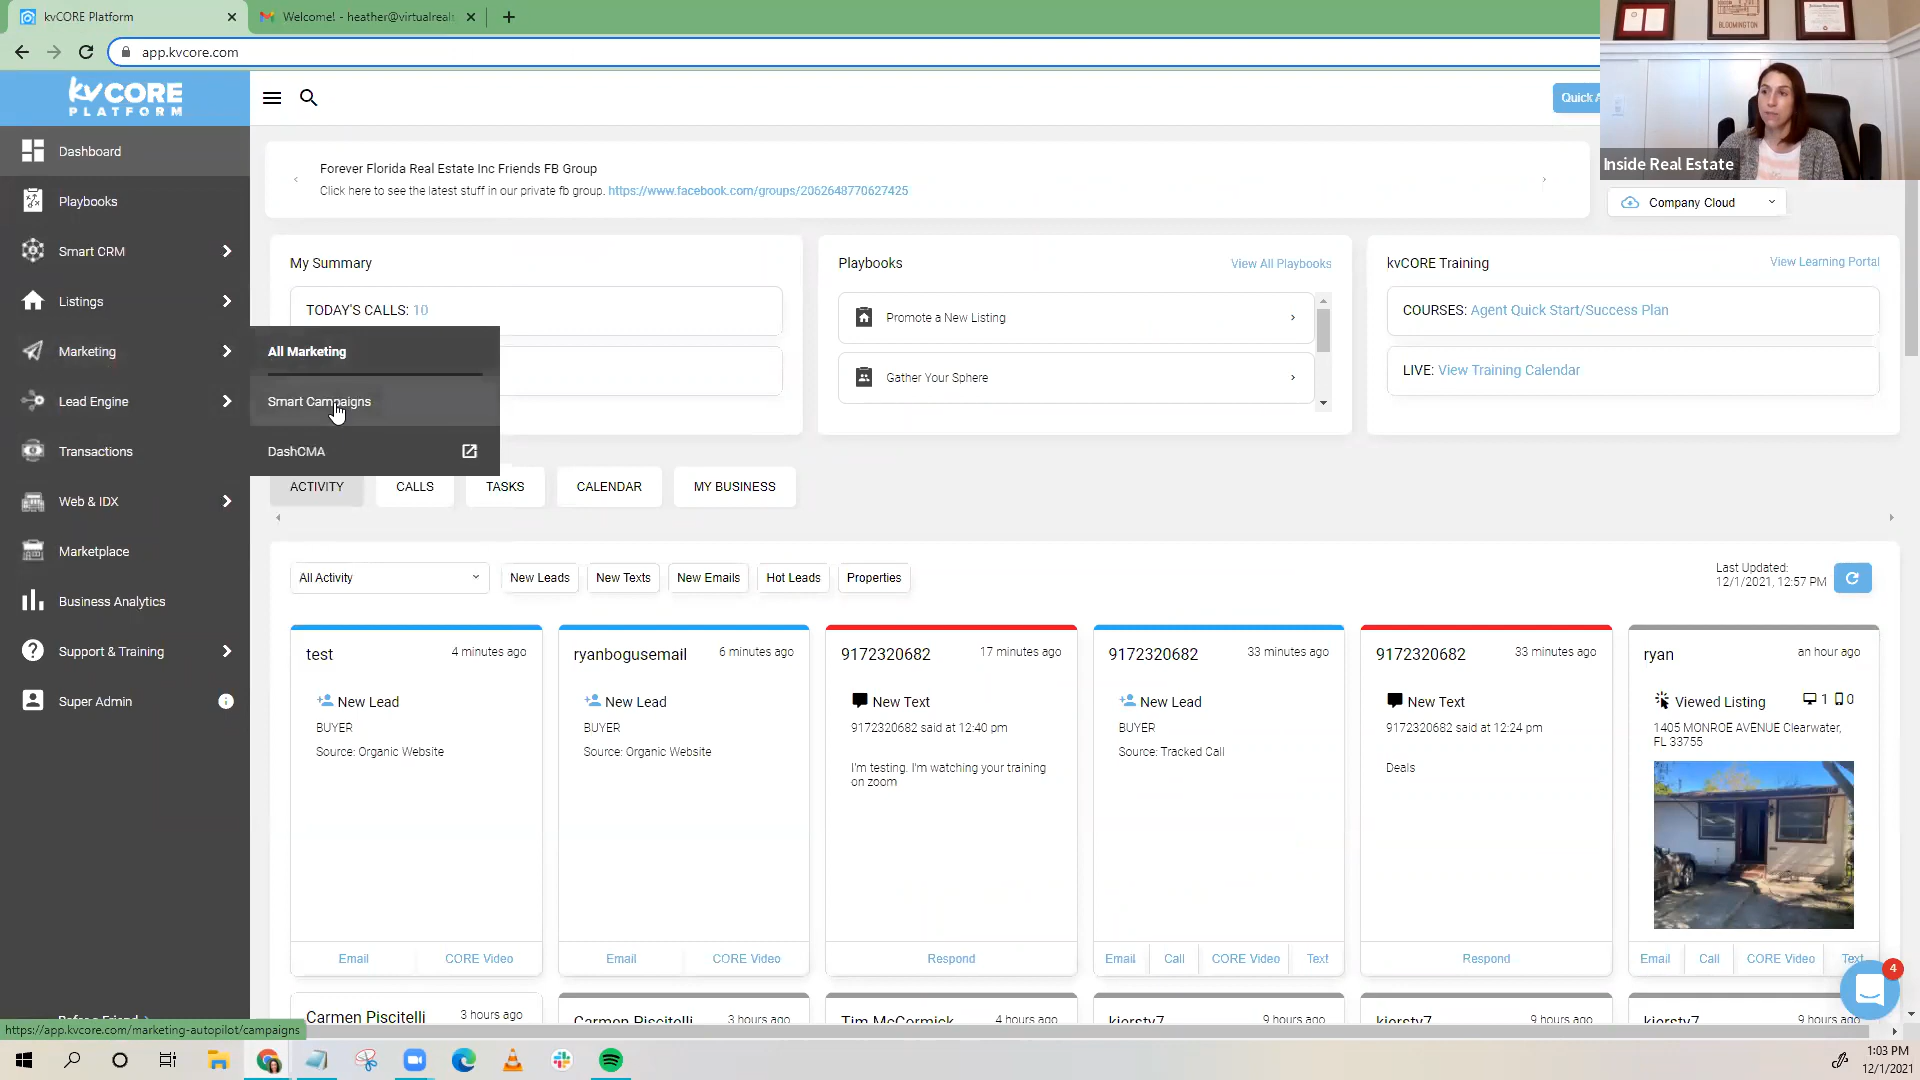 kvCORE Platform
Welcome! - heather@virtualreals
app.kvcore.com
kvCORE
PLATFORM
Quick A
BLOOMINGTON
Inside Real Estate
Dashboard
Playbooks
Smart CRM
Listings
Marketing
Lead Engine
Transactions
Web & IDX
Marketplace
Business Analytics
Support & Training
Super Admin
All Marketing
Smart Campaigns
DashCMA
Forever Florida Real Estate Inc Friends FB Group
Click here to see the latest stuff in our private fb group. https://www.facebook.com/groups/2062648770627425
Company Cloud
My Summary
TODAY'S CALLS: 10
Playbooks
View All Playbooks
Promote a New Listing
Gather Your Sphere
kvCORE Training
View Learning Portal
COURSES: Agent Quick Start/Success Plan
LIVE: View Training Calendar
ACTIVITY
CALLS
TASKS
CALENDAR
MY BUSINESS
All Activity
New Leads
New Texts
New Emails
Hot Leads
Properties
Last Updated:
12/1/2021, 12:57 PM
test
4 minutes ago
New Lead
BUYER
Source: Organic Website
Email
CORE Video
ryanbogusemail
6 minutes ago
New Lead
BUYER
Source: Organic Website
Email
CORE Video
9172320682
17 minutes ago
New Text
9172320682 said at 12:40 pm
I'm testing. I'm watching your training
on zoom
Respond
9172320682
33 minutes ago
New Lead
BUYER
Source: Tracked Call
Email
Call
CORE Video
Text
9172320682
33 minutes ago
New Text
9172320682 said at 12:24 pm
Deals
Respond
ryan
an hour ago
Viewed Listing
1
0
1405 MONROE AVENUE Clearwater,
FL 33755
Email
Call
CORE Video
Text
4
Carmen Piscitelli
3 hours ago
Carmen Piscitelli
3 hours ago
Tim McCormick
4 hours ago
kiersty7
9 hours ago
kiersty7
9 hours ago
kiersty7
9 hours ago
Refer a Friend
https://app.kvcore.com/marketing-autopilot/campaigns
1:03 PM
12/1/2021